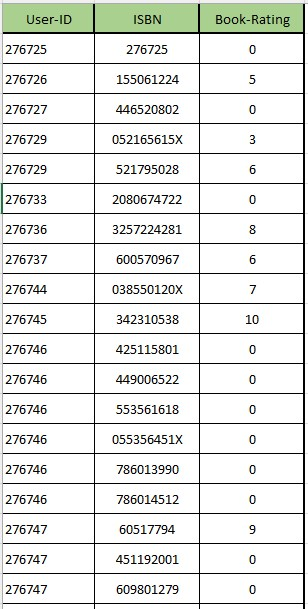 User-ID ISBN Book-Rating
276725 276725 0
276726 155061224 5
276727 446520802 0
276729 052165615X 3
276729 521795028 6
276733 2080674722 0
276736 3257224281 8
276737 600570967 6
276744 038550120X 7
276745 342310538 10
276746 425115801 0
276746 449006522 0
276746 553561618 0
276746 055356451X 0
276746 786013990 0
276746 786014512 0
276747 60517794 9
276747 451192001 0
276747 609801279 0